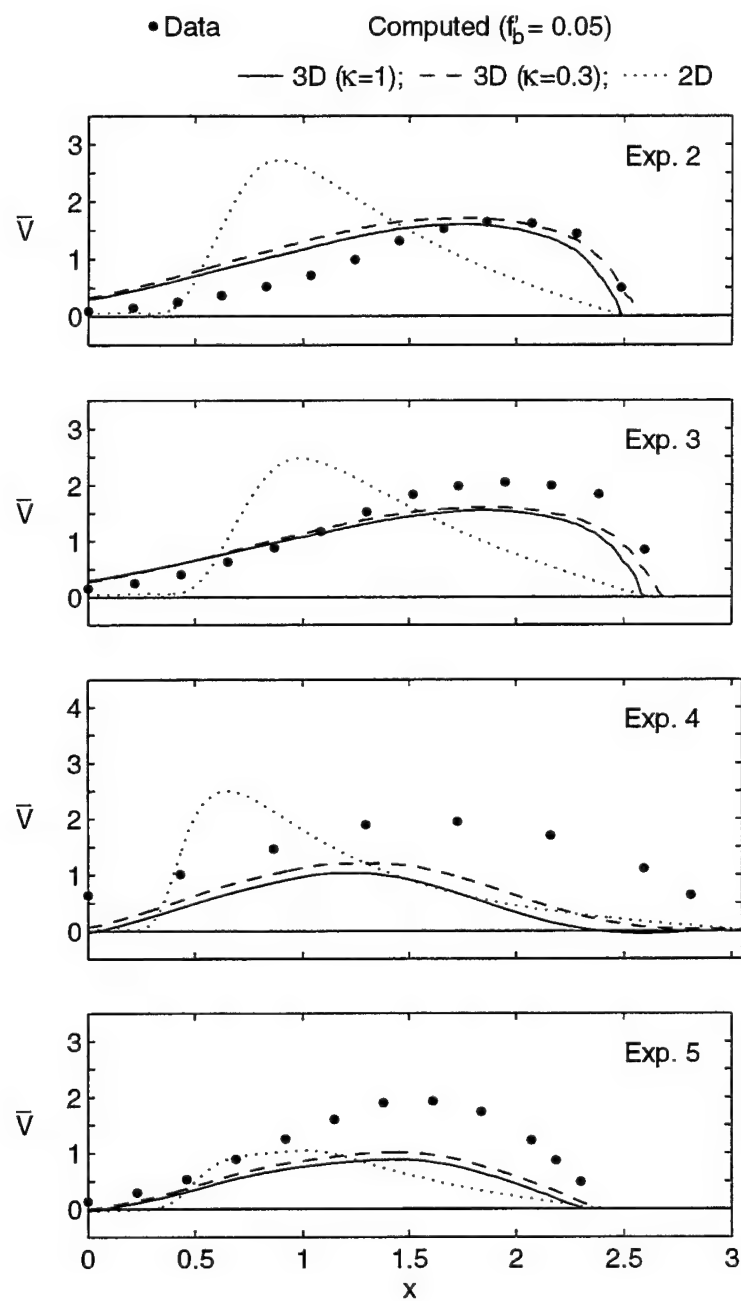 • Data Computed (f'b = 0.05)
— 3D (κ=1); – – 3D (κ=0.3); ····· 2D
Exp. 2
3
2
V̅
1
0
Exp. 3
3
2
V̅
1
0
Exp. 4
4
3
2
V̅
1
0
Exp. 5
3
2
V̅
1
0
0 0.5 1 1.5 2 2.5 3
x